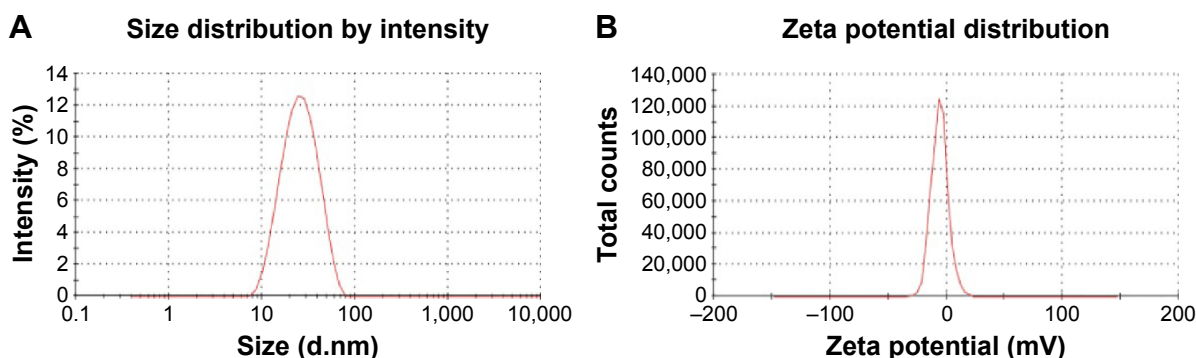 A
Size distribution by intensity
Intensity (%)
14
12
10
8
6
4
2
0
0.1 1 10 100 1,000 10,000
Size (d.nm)
B
Zeta potential distribution
Total counts
140,000
120,000
100,000
80,000
60,000
40,000
20,000
0
–200 –100 0 100 200
Zeta potential (mV)